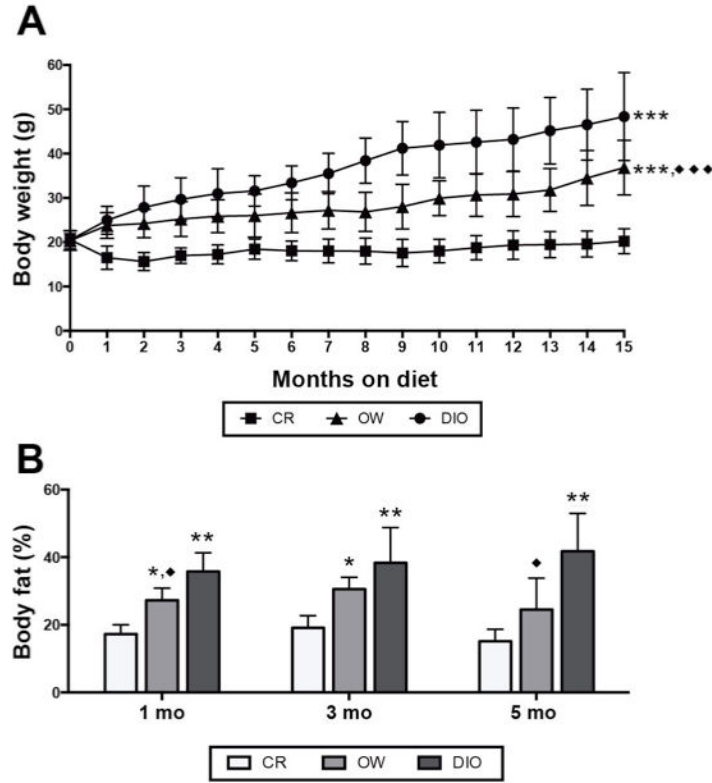 A
Body weight (g)
60
50
40
30
20
10
0
***
***,◆◆◆
0 1 2 3 4 5 6 7 8 9 10 11 12 13 14 15
Months on diet
CR OW DIO
B
Body fat (%)
60
40
20
0
*,◆ ** * ** ◆ **
1 mo 3 mo 5 mo
CR OW DIO